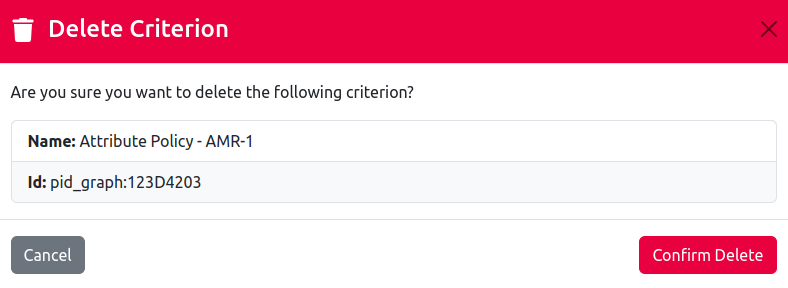 Delete Criterion
Are you sure you want to delete the following criterion?
Name: Attribute Policy - AMR-1
Id: pid_graph:123D4203
Cancel
Confirm Delete